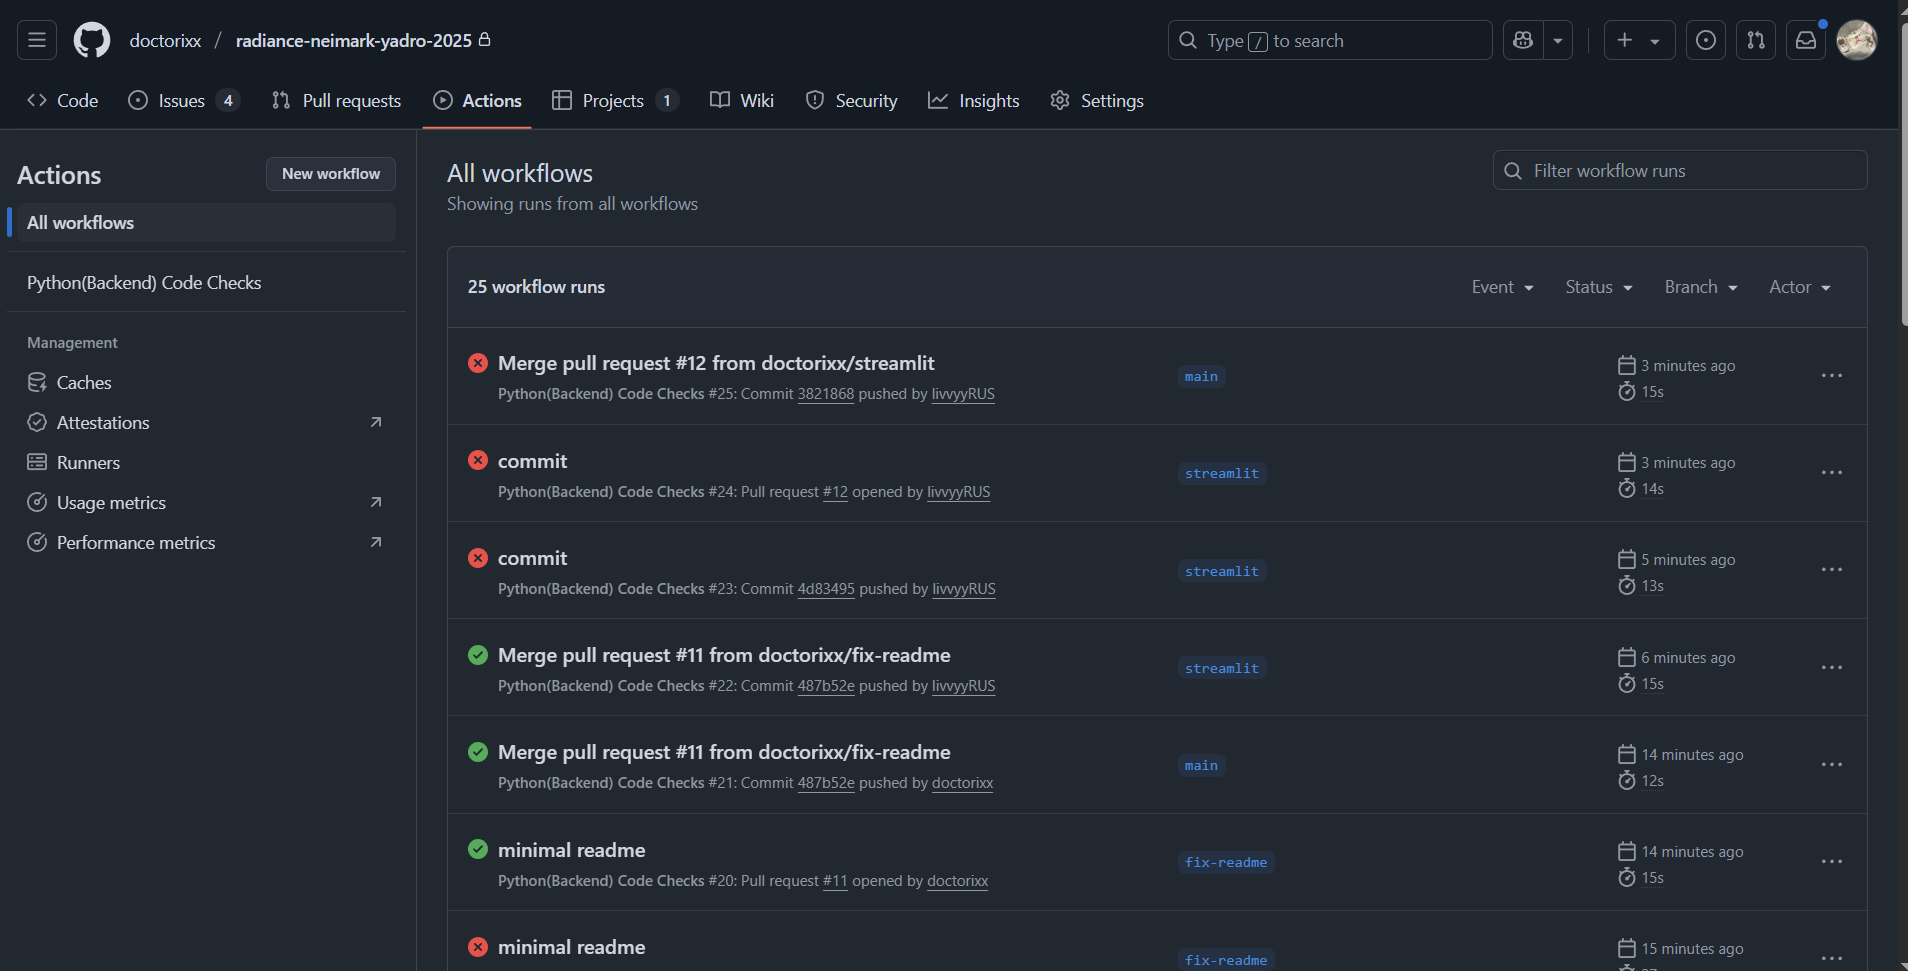 doctorixx / radiance-neimark-yadro-2025
Type / to search
Code
Issues 4
Pull requests
Actions
Projects 1
Wiki
Security
Insights
Settings
Actions
New workflow
All workflows
Python(Backend) Code Checks
Management
Caches
Attestations
Runners
Usage metrics
Performance metrics
All workflows
Showing runs from all workflows
Filter workflow runs
25 workflow runs
Event
Status
Branch
Actor
Merge pull request #12 from doctorixx/streamlit
Python(Backend) Code Checks #25: Commit 3821868 pushed by livvyyRUS
main
3 minutes ago
15s
commit
Python(Backend) Code Checks #24: Pull request #12 opened by livvyyRUS
streamlit
3 minutes ago
14s
commit
Python(Backend) Code Checks #23: Commit 4d83495 pushed by livvyyRUS
streamlit
5 minutes ago
13s
Merge pull request #11 from doctorixx/fix-readme
Python(Backend) Code Checks #22: Commit 487b52e pushed by livvyyRUS
streamlit
6 minutes ago
15s
Merge pull request #11 from doctorixx/fix-readme
Python(Backend) Code Checks #21: Commit 487b52e pushed by doctorixx
main
14 minutes ago
12s
minimal readme
Python(Backend) Code Checks #20: Pull request #11 opened by doctorixx
fix-readme
14 minutes ago
15s
minimal readme
fix-readme
15 minutes ago